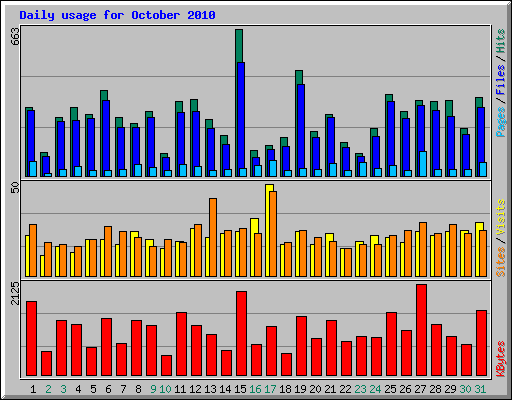 Daily usage for October 2010
663
Pages / Files / Hits
50
Sites / Visits
2125
KBytes
1 2 3 4 5 6 7 8 9 10 11 12 13 14 15 16 17 18 19 20 21 22 23 24 25 26 27 28 29 30 31